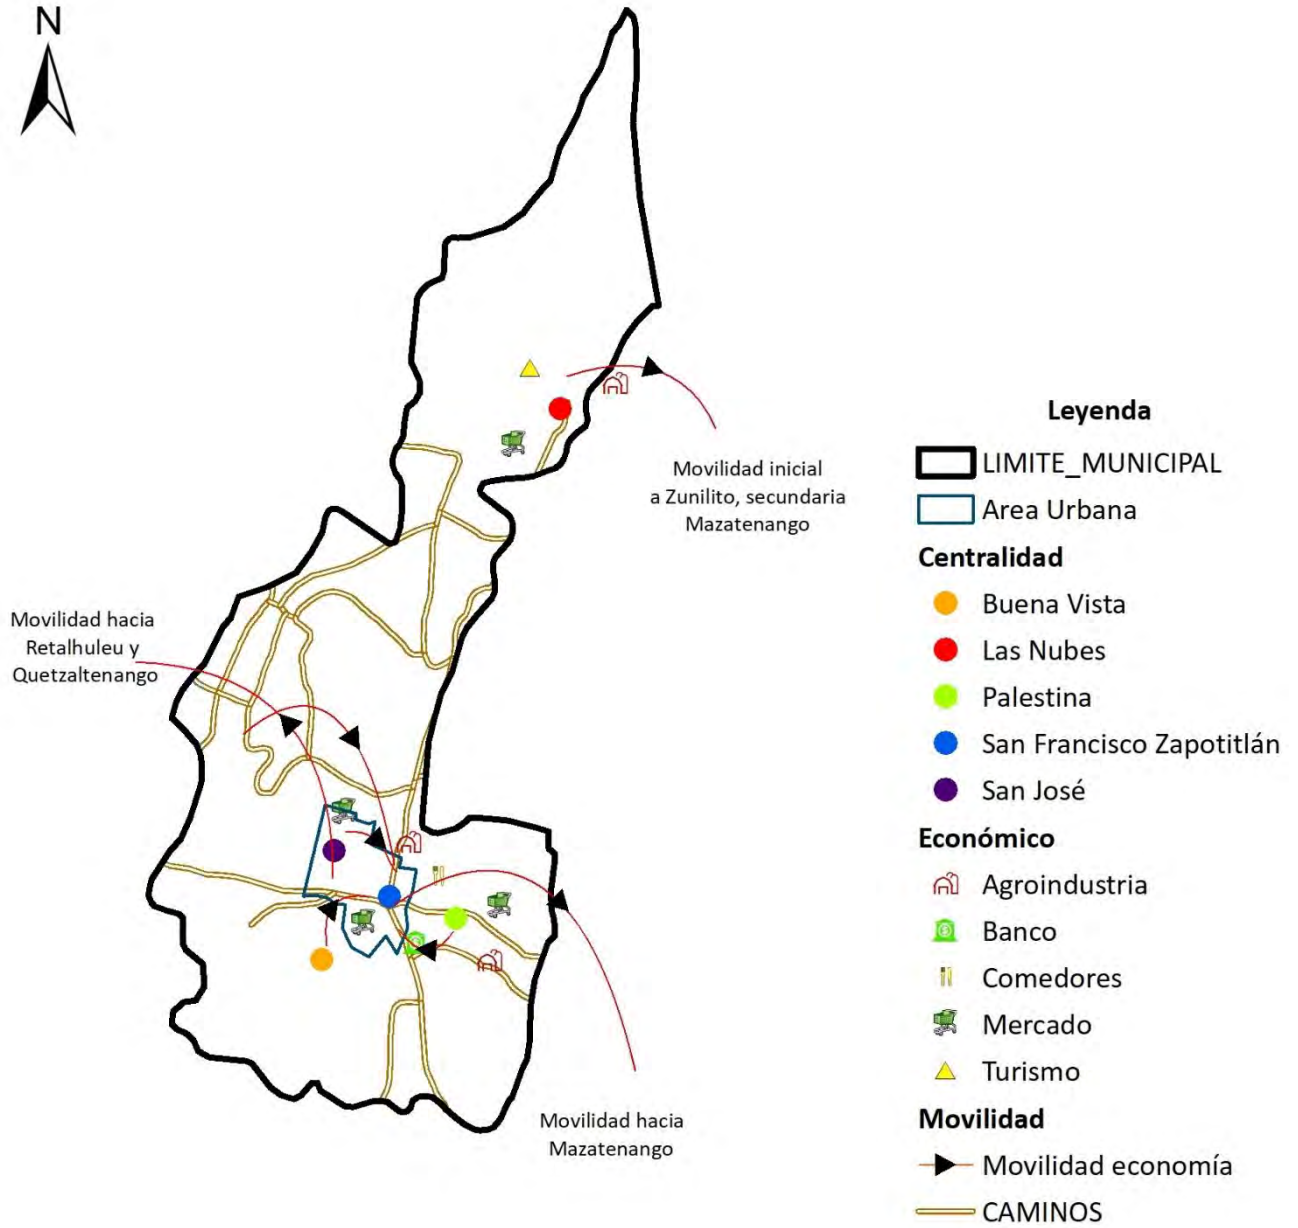 N
Movilidad inicial
a Zunilito, secundaria
Mazatenango
Movilidad hacia
Retalhuleu y
Quetzaltenango
Movilidad hacia
Mazatenango
Leyenda
LIMITE_MUNICIPAL
Area Urbana
Centralidad
Buena Vista
Las Nubes
Palestina
San Francisco Zapotitlán
San José
Económico
Agroindustria
Banco
Comedores
Mercado
Turismo
Movilidad
Movilidad economía
CAMINOS